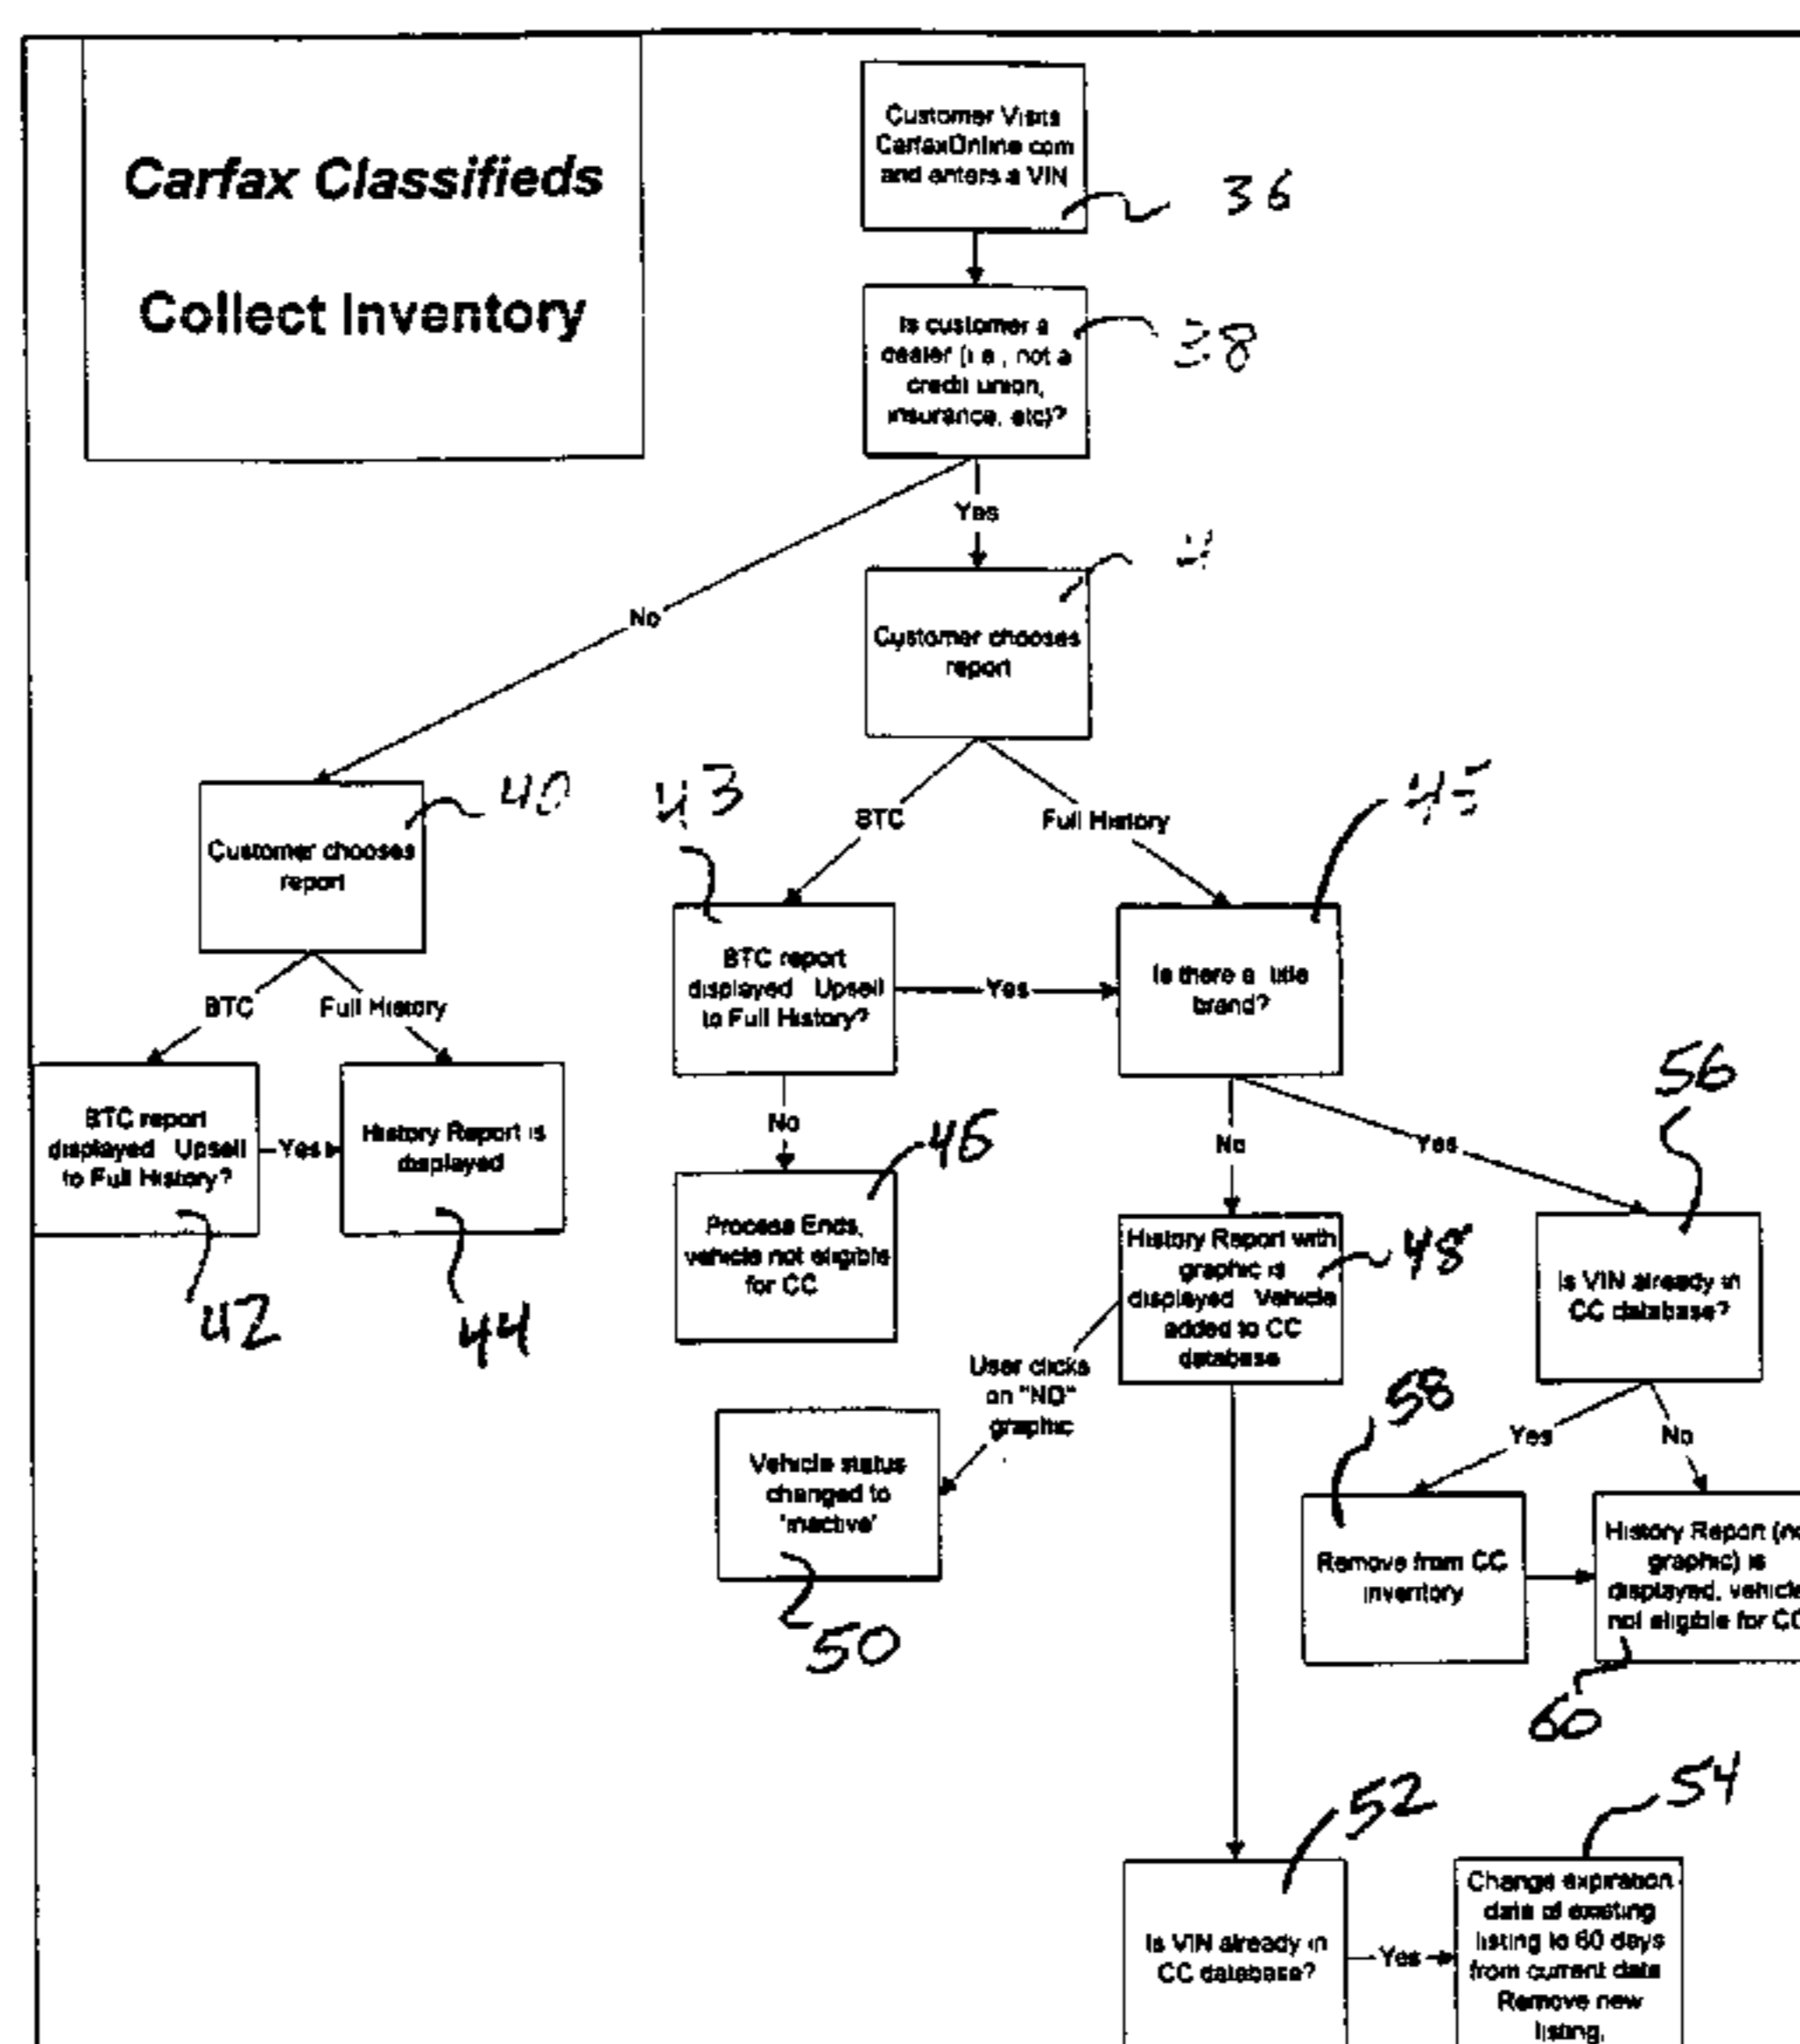 Carfax Classifieds
Collect Inventory
Customer Visits
CarfaxOnline com
and enters a VIN
36
Is customer a
dealer (i e , not a
credit union,
insurance, etc)?
38
Yes
No
Customer chooses
report
40
Customer chooses
report
BTC
Full History
43
45
BTC report
displayed Upsell
to Full History?
Yes
Is there a title
brand?
BTC
Full History
BTC report
displayed Upsell
to Full History?
Yes
History Report is
displayed
42
44
No
46
Process Ends,
vehicle not eligible
for CC
No
Yes
56
History Report with
graphic is
displayed Vehicle
added to CC
database
48
Is VIN already in
CC database?
User clicks
on "NO"
graphic
Vehicle status
changed to
'inactive'
50
58
Yes
No
Remove from CC
inventory
History Report (no
graphic) is
displayed, vehicle
not eligible for CC
60
52
54
Is VIN already in
CC database?
Yes
Change expiration
date of existing
listing to 60 days
from current date
Remove new
listing.